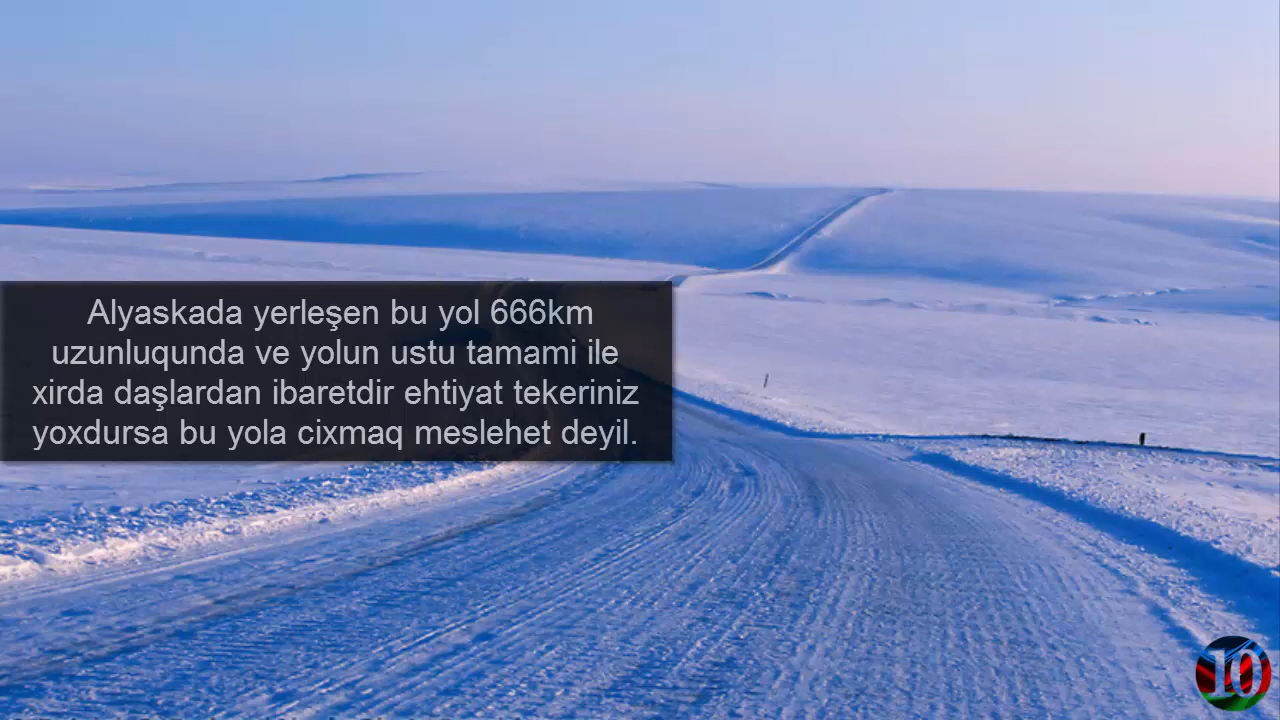 Alyaskada yerleşen bu yol 666km
uzunluqunda ve yolun ustu tamami ile
xirda daşlardan ibaretdir ehtiyat tekeriniz
yoxdursa bu yola cixmaq meslehet deyil.
10